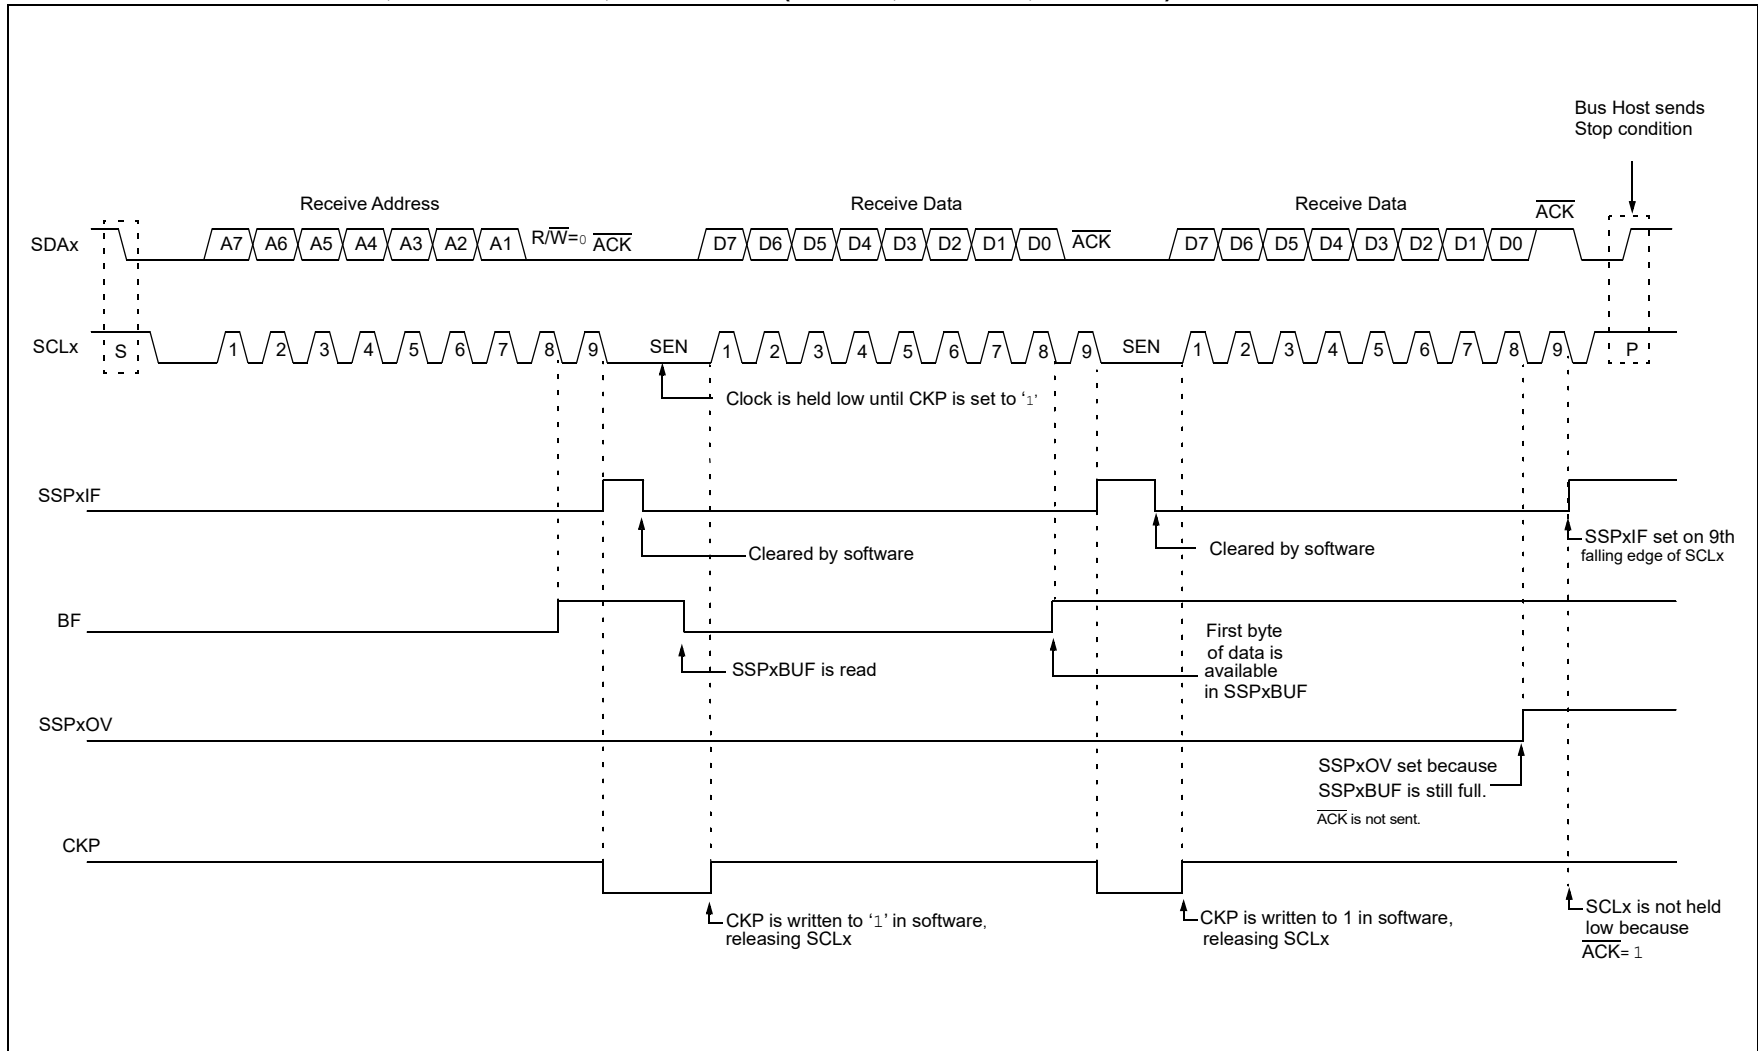 Bus Host sends
Stop condition
Receive Address
Receive Data
Receive Data
ACK
SDAx
A7 A6 A5 A4 A3 A2 A1 R/W=0 ACK
D7 D6 D5 D4 D3 D2 D1 D0 ACK
D7 D6 D5 D4 D3 D2 D1 D0
SCLx
S 1 2 3 4 5 6 7 8 9 SEN 1 2 3 4 5 6 7 8 9 SEN 1 2 3 4 5 6 7 8 9 P
Clock is held low until CKP is set to ‘1’
SSPxIF
Cleared by software
Cleared by software
SSPxIF set on 9th
falling edge of SCLx
BF
SSPxBUF is read
First byte
of data is
available
in SSPxBUF
SSPxOV
SSPxOV set because
SSPxBUF is still full.
ACK is not sent.
CKP
CKP is written to ‘1’ in software,
releasing SCLx
CKP is written to 1 in software,
releasing SCLx
SCLx is not held
low because
ACK= 1